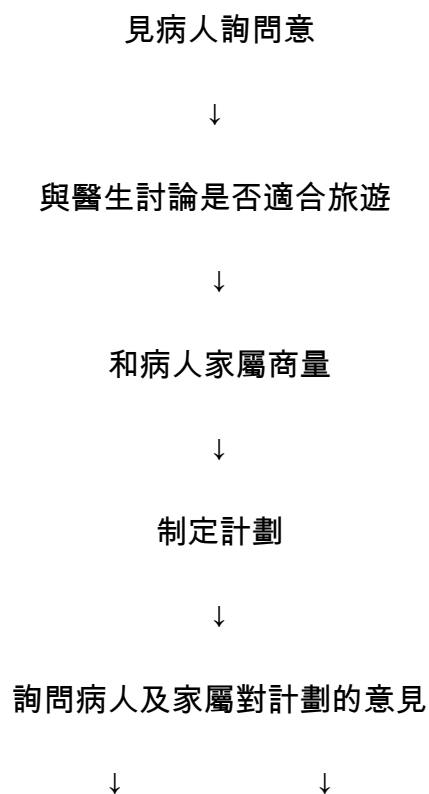 見病人詢問意
↓
與醫生討論是否適合旅遊
↓
和病人家屬商量
↓
制定計劃
↓
詢問病人及家屬對計劃的意見
↓ ↓